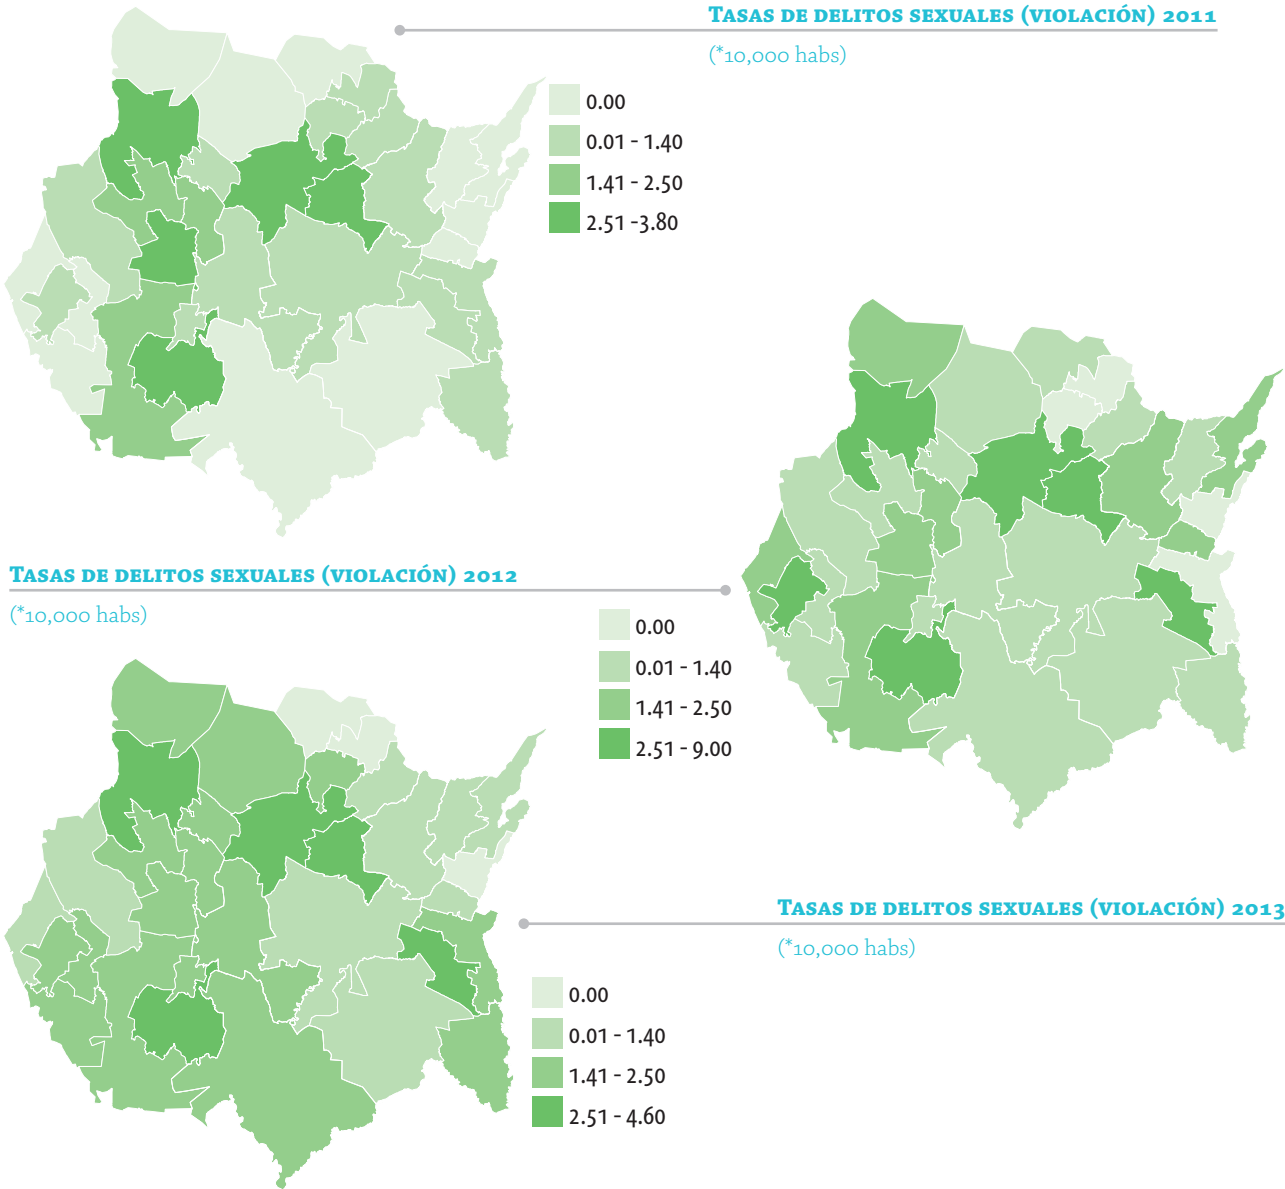 Tasas de delitos sexuales (violación) 2011
(*10,000 habs)
0.00
0.01 - 1.40
1.41 - 2.50
2.51 -3.80
Tasas de delitos sexuales (violación) 2012
(*10,000 habs)
0.00
0.01 - 1.40
1.41 - 2.50
2.51 - 9.00
Tasas de delitos sexuales (violación) 2013
(*10,000 habs)
0.00
0.01 - 1.40
1.41 - 2.50
2.51 - 4.60